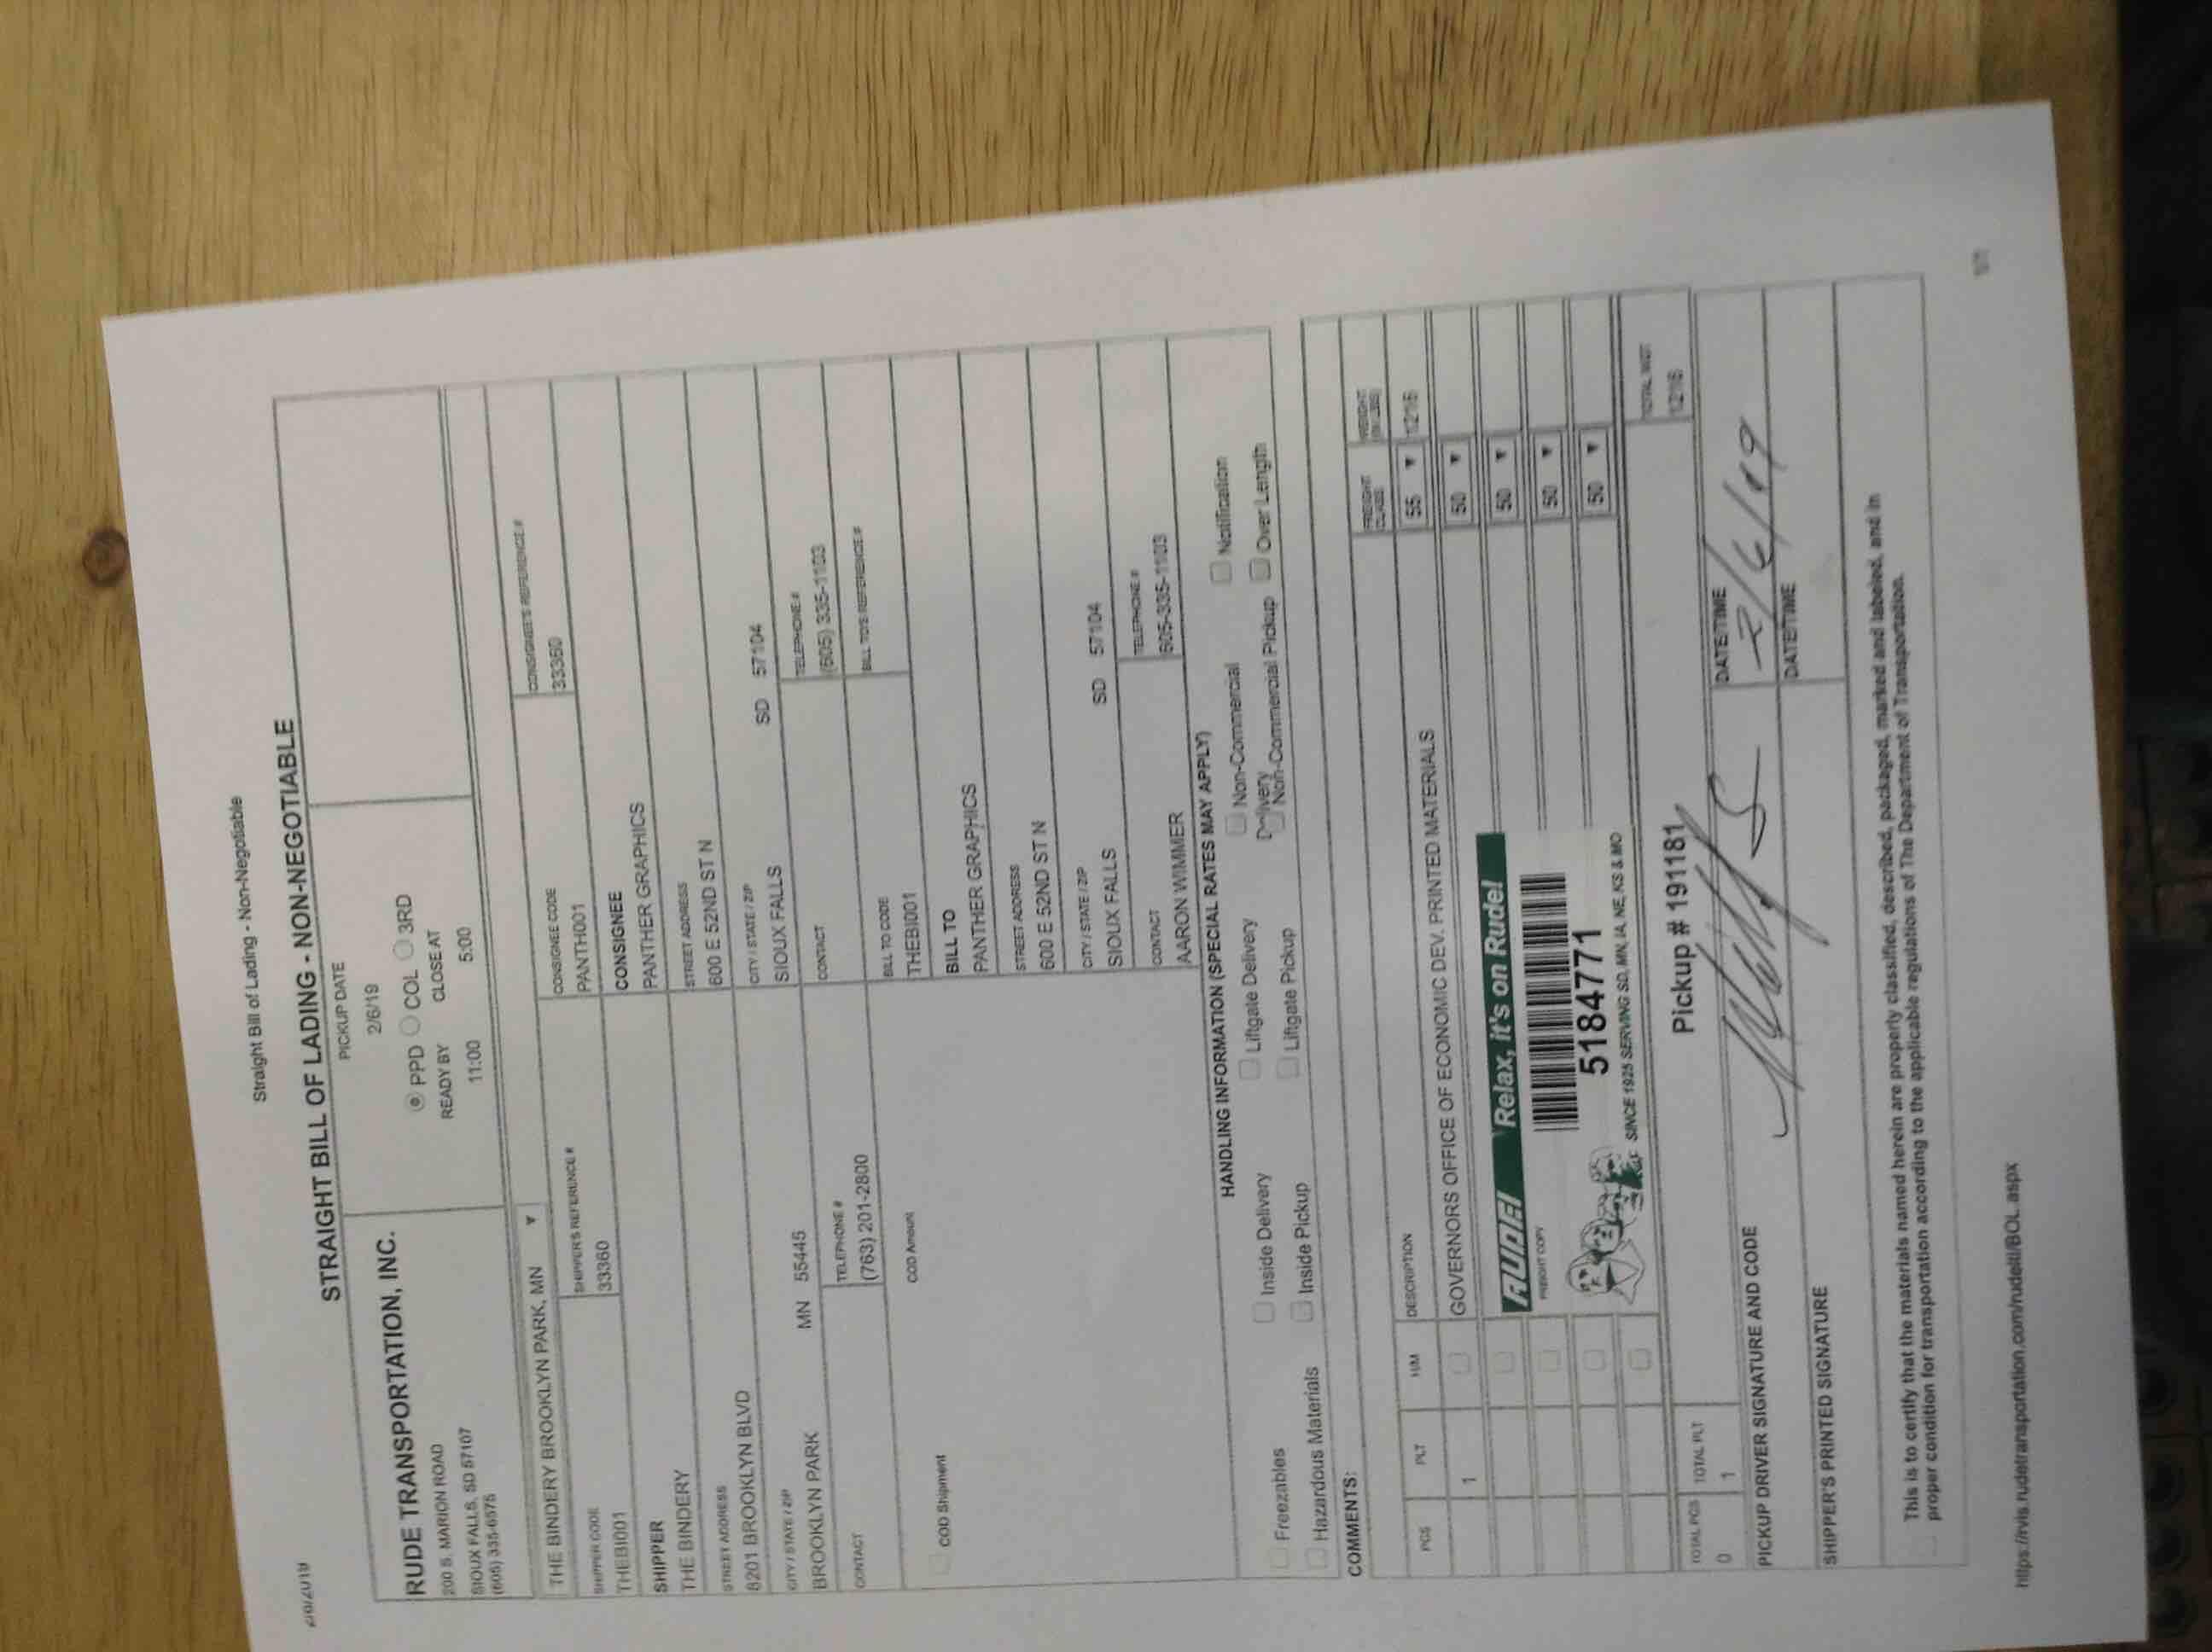 2/6/2019
Straight Bill of Lading - Non-Negotiable
STRAIGHT BILL OF LADING - NON-NEGOTIABLE
RUDE TRANSPORTATION, INC.
200 S. MARION ROAD
SIOUX FALLS, SD 57107
(605) 335-6575
PICKUP DATE
2/6/19
PPD COL 3RD
READY BY CLOSE AT
11:00 5:00
THE BINDERY BROOKLYN PARK, MN
SHIPPER CODE SHIPPER'S REFERENCE #
THEBI001 33360
SHIPPER
THE BINDERY
STREET ADDRESS
8201 BROOKLYN BLVD
CITY / STATE / ZIP
BROOKLYN PARK MN 55445
CONTACT TELEPHONE #
(763) 201-2800
COD Shipment COD Amount
CONSIGNEE CODE CONSIGNEE'S REFERENCE #
PANTH001 33360
CONSIGNEE
PANTHER GRAPHICS
STREET ADDRESS
600 E 52ND ST N
CITY / STATE / ZIP
SIOUX FALLS SD 57104
CONTACT TELEPHONE #
(605) 335-1103
BILL TO CODE BILL TO'S REFERENCE #
THEBI001
BILL TO
PANTHER GRAPHICS
STREET ADDRESS
600 E 52ND ST N
CITY / STATE / ZIP
SIOUX FALLS SD 57104
CONTACT TELEPHONE #
AARON WIMMER 605-335-1103
HANDLING INFORMATION (SPECIAL RATES MAY APPLY)
Freezables Inside Delivery Liftgate Delivery Non-Commercial Delivery Notification
Hazardous Materials Inside Pickup Liftgate Pickup Non-Commercial Pickup Over Length
COMMENTS:
PCS PLT H/M DESCRIPTION FREIGHT CLASS WEIGHT
1 GOVERNORS OFFICE OF ECONOMIC DEV. PRINTED MATERIALS 55 1216
50
50
50
50
RUDE! Relax, it's on Rude!
FREIGHT COPY
5184771
SINCE 1925 SERVING SD, MN, IA, NE, KS & MO
TOTAL PCS TOTAL PLT TOTAL WGT
0 1 1216
Pickup # 191181
PICKUP DRIVER SIGNATURE AND CODE DATE/TIME
2/6/19
SHIPPER'S PRINTED SIGNATURE DATE/TIME
This is to certify that the materials named herein are properly classified, described, packaged, marked and labeled, and in
proper condition for transportation according to the applicable regulations of The Department of Transportation.
https://rvis.rudetransportation.com/rudelii/BOL.aspx 1/1